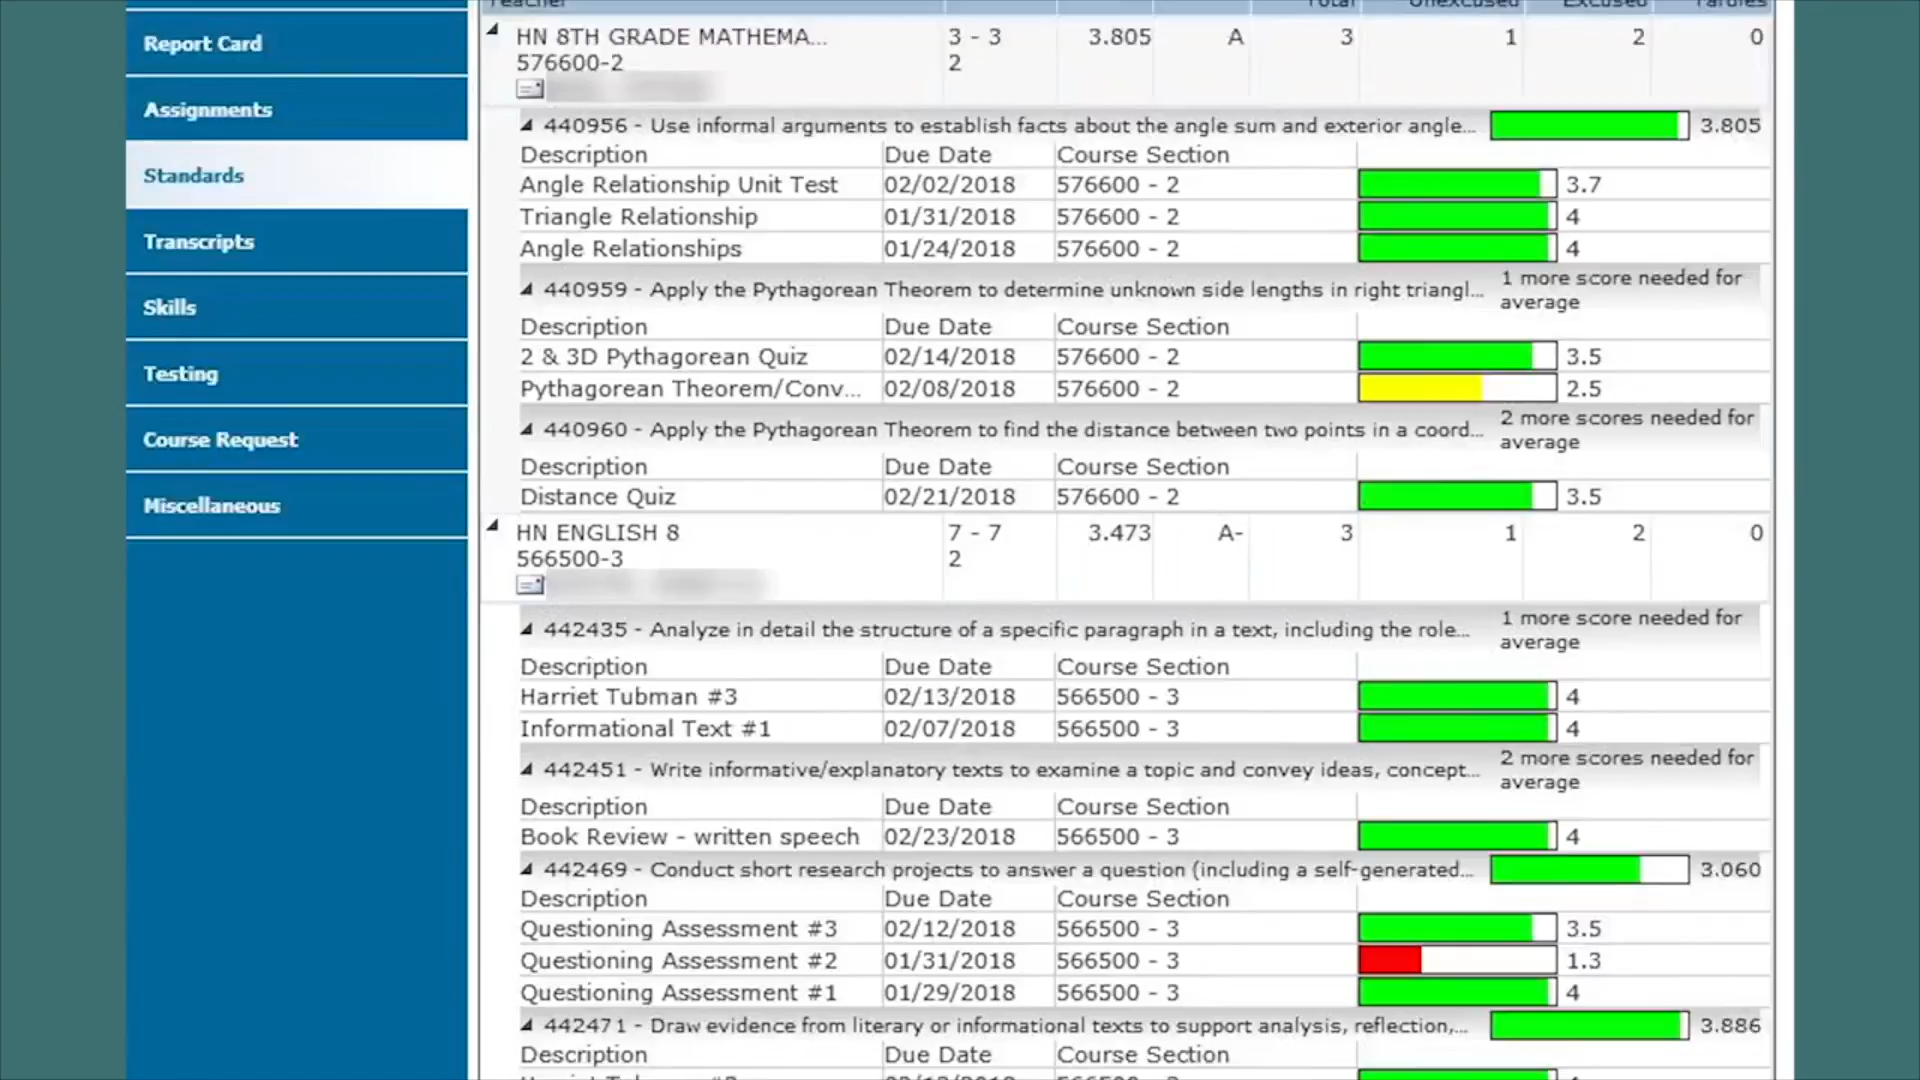 Teacher Total Unexcused Excused Tardies
Report Card
Assignments
Standards
Transcripts
Skills
Testing
Course Request
Miscellaneous
HN 8TH GRADE MATHEMA... 3 - 3 3.805 A 3 1 2 0
576600-2 2
440956 - Use informal arguments to establish facts about the angle sum and exterior angle... 3.805
Description Due Date Course Section
Angle Relationship Unit Test 02/02/2018 576600 - 2 3.7
Triangle Relationship 01/31/2018 576600 - 2 4
Angle Relationships 01/24/2018 576600 - 2 4
440959 - Apply the Pythagorean Theorem to determine unknown side lengths in right triangl... 1 more score needed for
average
Description Due Date Course Section
2 & 3D Pythagorean Quiz 02/14/2018 576600 - 2 3.5
Pythagorean Theorem/Conv... 02/08/2018 576600 - 2 2.5
440960 - Apply the Pythagorean Theorem to find the distance between two points in a coord... 2 more scores needed for
average
Description Due Date Course Section
Distance Quiz 02/21/2018 576600 - 2 3.5
HN ENGLISH 8 7 - 7 3.473 A- 3 1 2 0
566500-3 2
442435 - Analyze in detail the structure of a specific paragraph in a text, including the role... 1 more score needed for
average
Description Due Date Course Section
Harriet Tubman #3 02/13/2018 566500 - 3 4
Informational Text #1 02/07/2018 566500 - 3 4
442451 - Write informative/explanatory texts to examine a topic and convey ideas, concept... 2 more scores needed for
average
Description Due Date Course Section
Book Review - written speech 02/23/2018 566500 - 3 4
442469 - Conduct short research projects to answer a question (including a self-generated... 3.060
Description Due Date Course Section
Questioning Assessment #3 02/12/2018 566500 - 3 3.5
Questioning Assessment #2 01/31/2018 566500 - 3 1.3
Questioning Assessment #1 01/29/2018 566500 - 3 4
442471 - Draw evidence from literary or informational texts to support analysis, reflection,... 3.886
Description Due Date Course Section